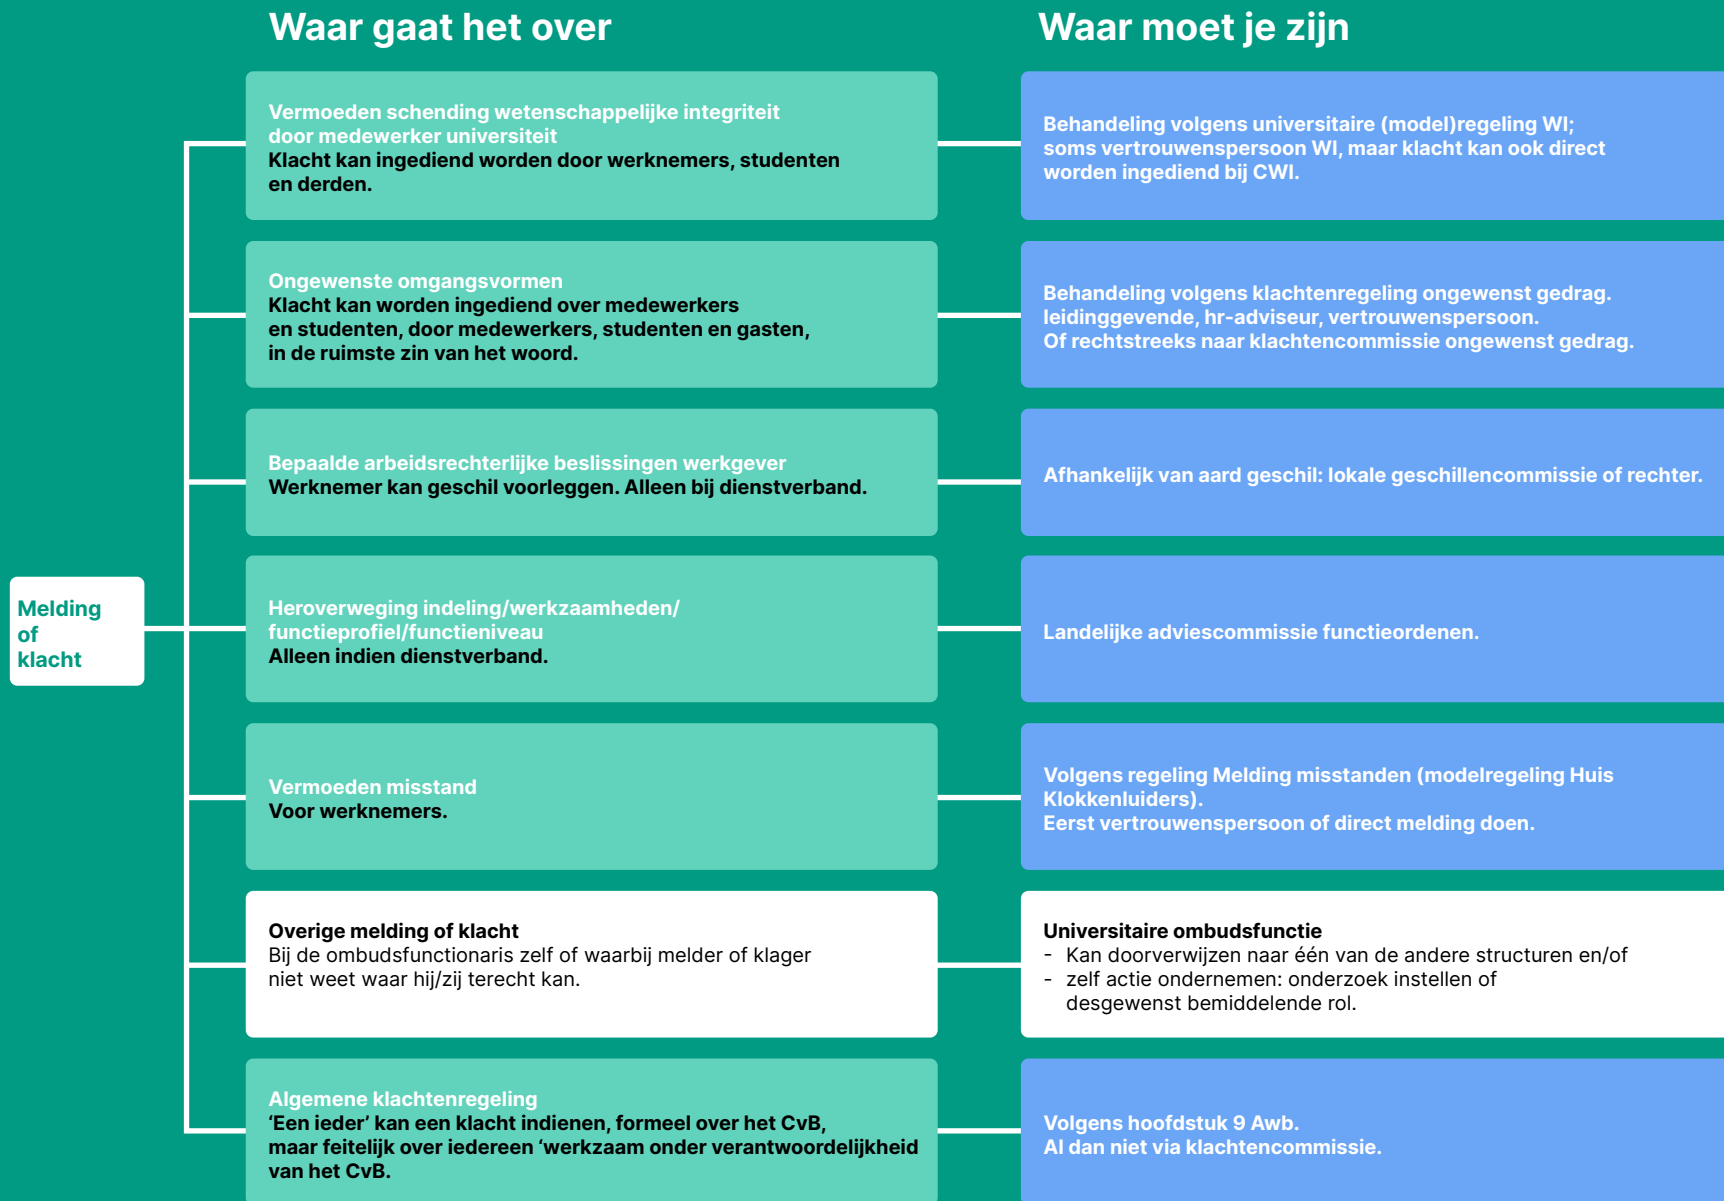 Waar gaat het over
Waar moet je zijn
Melding
of
klacht
Vermoeden schending wetenschappelijke integriteit
door medewerker universiteit
Klacht kan ingediend worden door werknemers, studenten
en derden.
Behandeling volgens universitaire (model)regeling WI;
soms vertrouwenspersoon WI, maar klacht kan ook direct
worden ingediend bij CWI.
Ongewenste omgangsvormen
Klacht kan worden ingediend over medewerkers
en studenten, door medewerkers, studenten en gasten,
in de ruimste zin van het woord.
Behandeling volgens klachtenregeling ongewenst gedrag.
leidinggevende, hr-adviseur, vertrouwenspersoon.
Of rechtstreeks naar klachtencommissie ongewenst gedrag.
Bepaalde arbeidsrechterlijke beslissingen werkgever
Werknemer kan geschil voorleggen. Alleen bij dienstverband.
Afhankelijk van aard geschil: lokale geschillencommissie of rechter.
Heroverweging indeling/werkzaamheden/
functieprofiel/functieniveau
Alleen indien dienstverband.
Landelijke adviescommissie functieordenen.
Vermoeden misstand
Voor werknemers.
Volgens regeling Melding misstanden (modelregeling Huis
Klokkenluiders).
Eerst vertrouwenspersoon of direct melding doen.
Overige melding of klacht
Bij de ombudsfunctionaris zelf of waarbij melder of klager
niet weet waar hij/zij terecht kan.
Universitaire ombudsfunctie
- Kan doorverwijzen naar één van de andere structuren en/of
- zelf actie ondernemen: onderzoek instellen of
desgewenst bemiddelende rol.
Algemene klachtenregeling
‘Een ieder’ kan een klacht indienen, formeel over het CvB,
maar feitelijk over iedereen ‘werkzaam onder verantwoordelijkheid
van het CvB.
Volgens hoofdstuk 9 Awb.
Al dan niet via klachtencommissie.